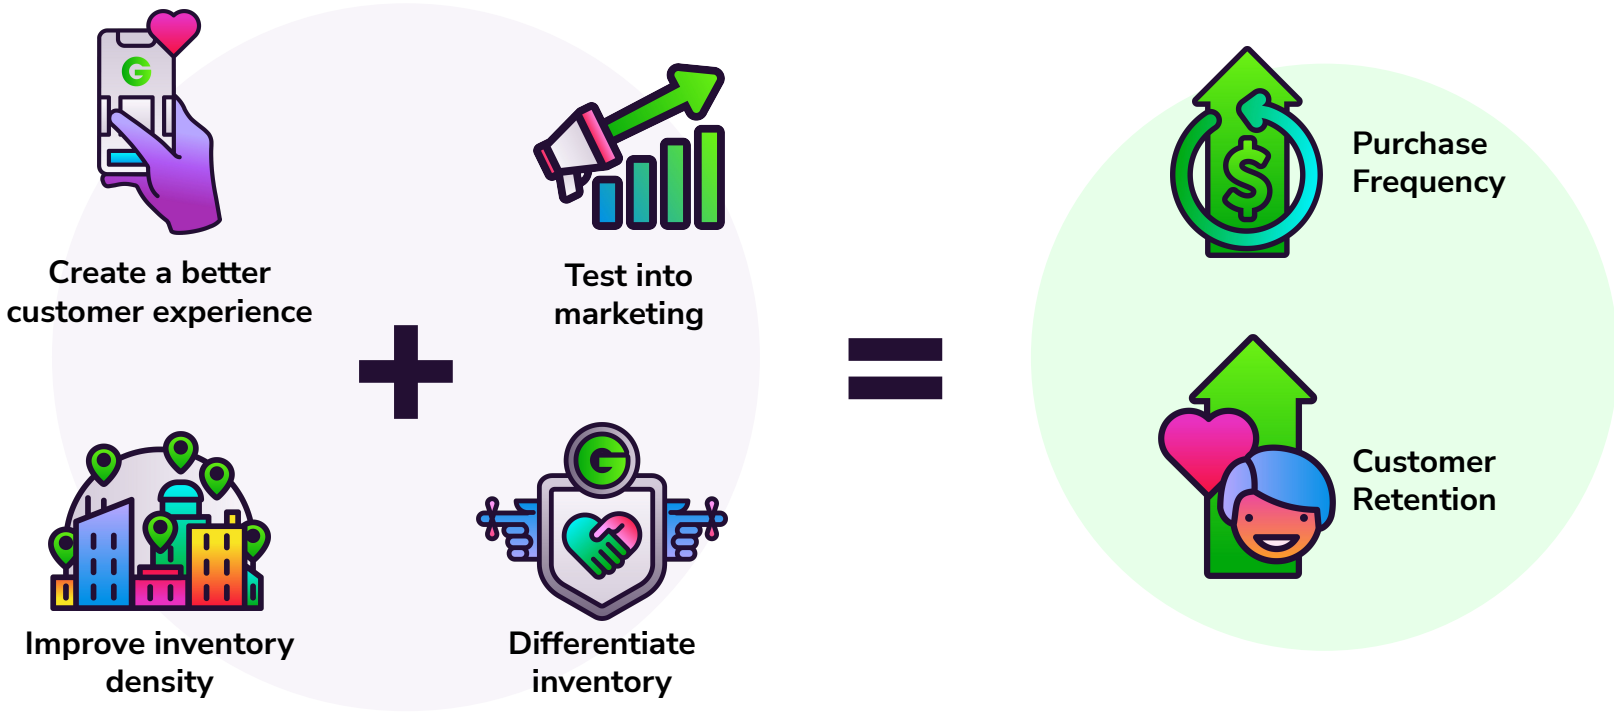 G
Create a better
customer experience
Test into
marketing
+
=
Improve inventory
density
G
Differentiate
inventory
$
Purchase
Frequency
Customer
Retention